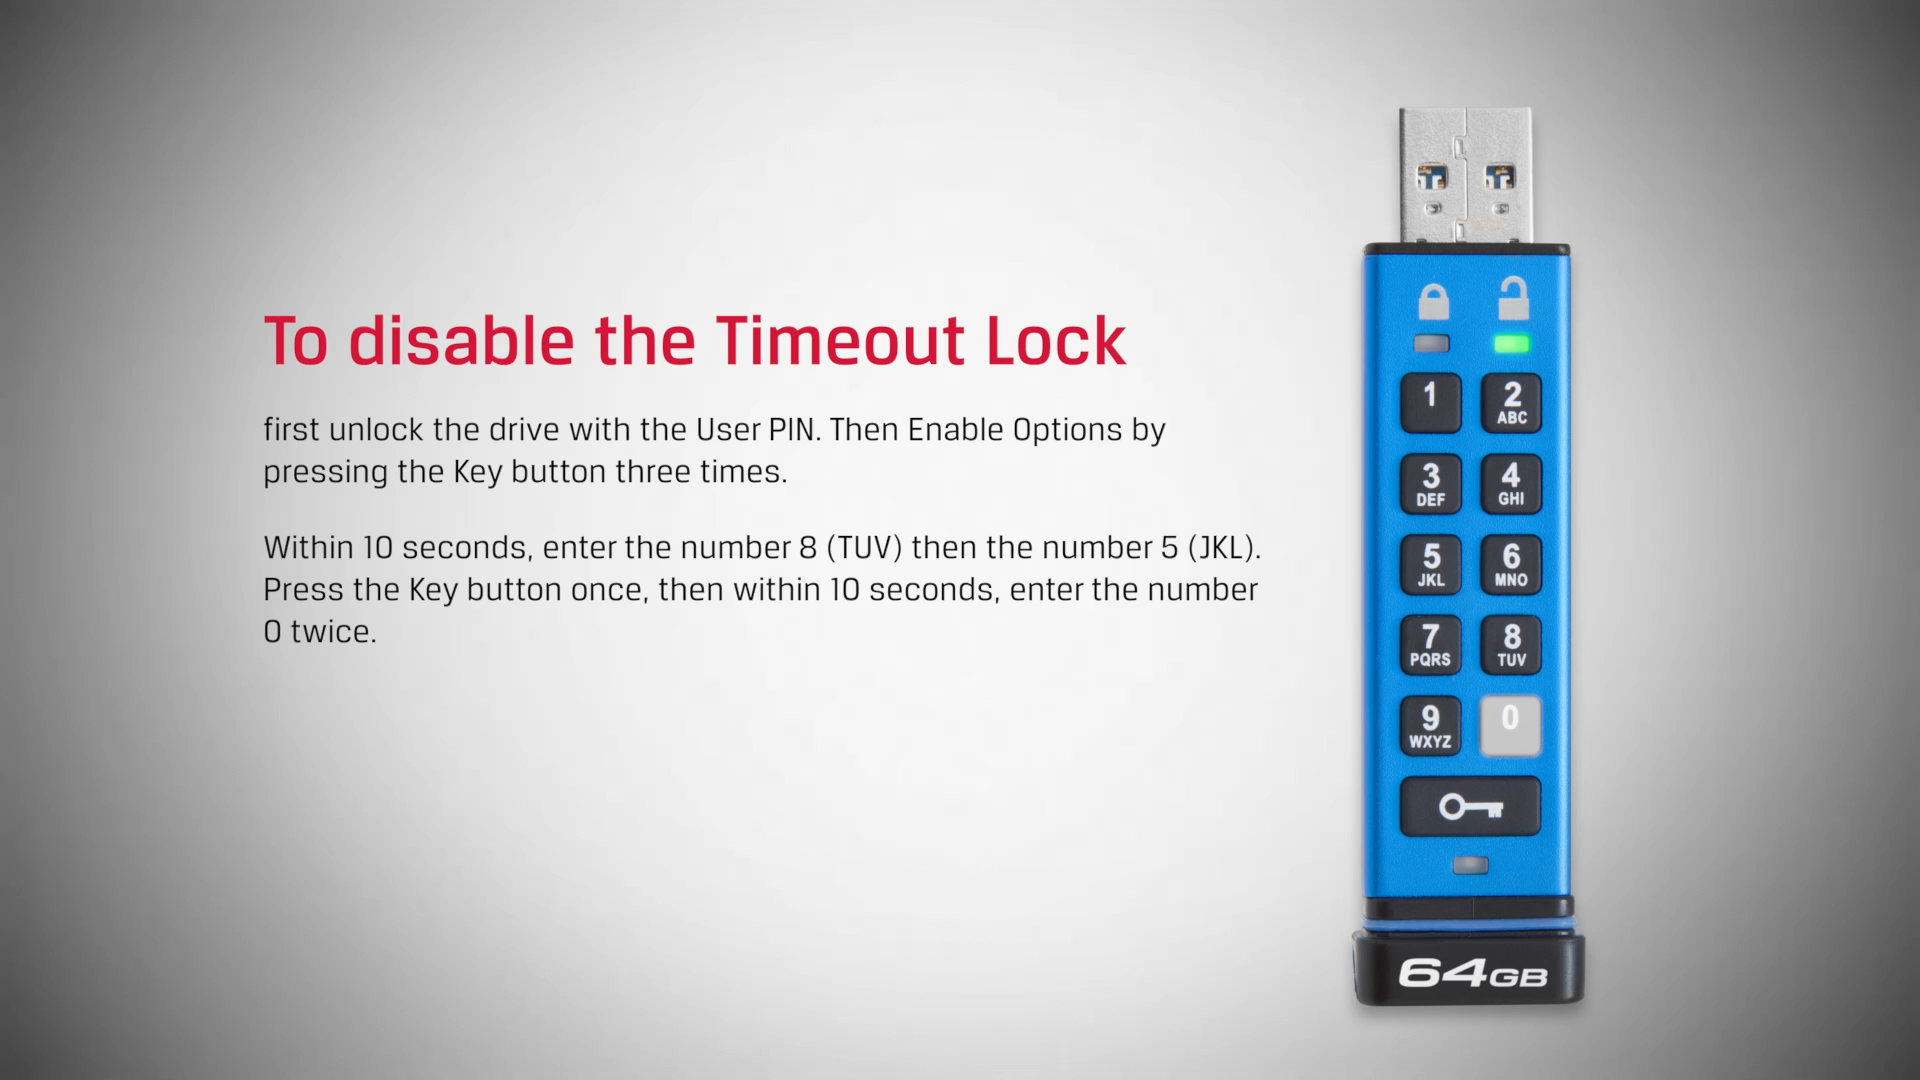 To disable the Timeout Lock
first unlock the drive with the User PIN. Then Enable Options by
pressing the Key button three times.
Within 10 seconds, enter the number 8 (TUV) then the number 5 (JKL).
Press the Key button once, then within 10 seconds, enter the number
0 twice.
1 2
ABC
3 4
DEF GHI
5 6
JKL MNO
7 8
PQRS TUV
9 0
WXYZ
64GB